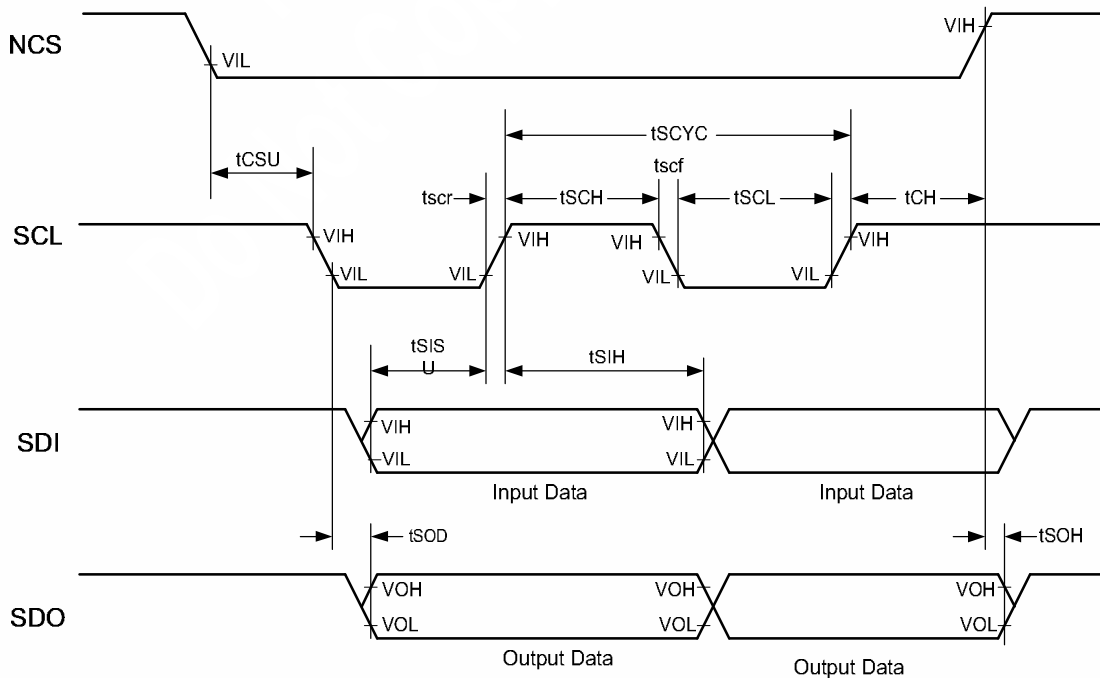 NCS
VIL
VIH
tCSU
tSCYC
tscf
tscr
tSCH
tSCL
tCH
SCL
VIH
VIL
VIL
VIH
VIH
VIL
VIL
VIH
tSIS
U
tSIH
SDI
VIH
VIL
VIH
VIL
Input Data
Input Data
tSOD
tSOH
SDO
VOH
VOL
VOH
VOL
VOH
VOL
Output Data
Output Data